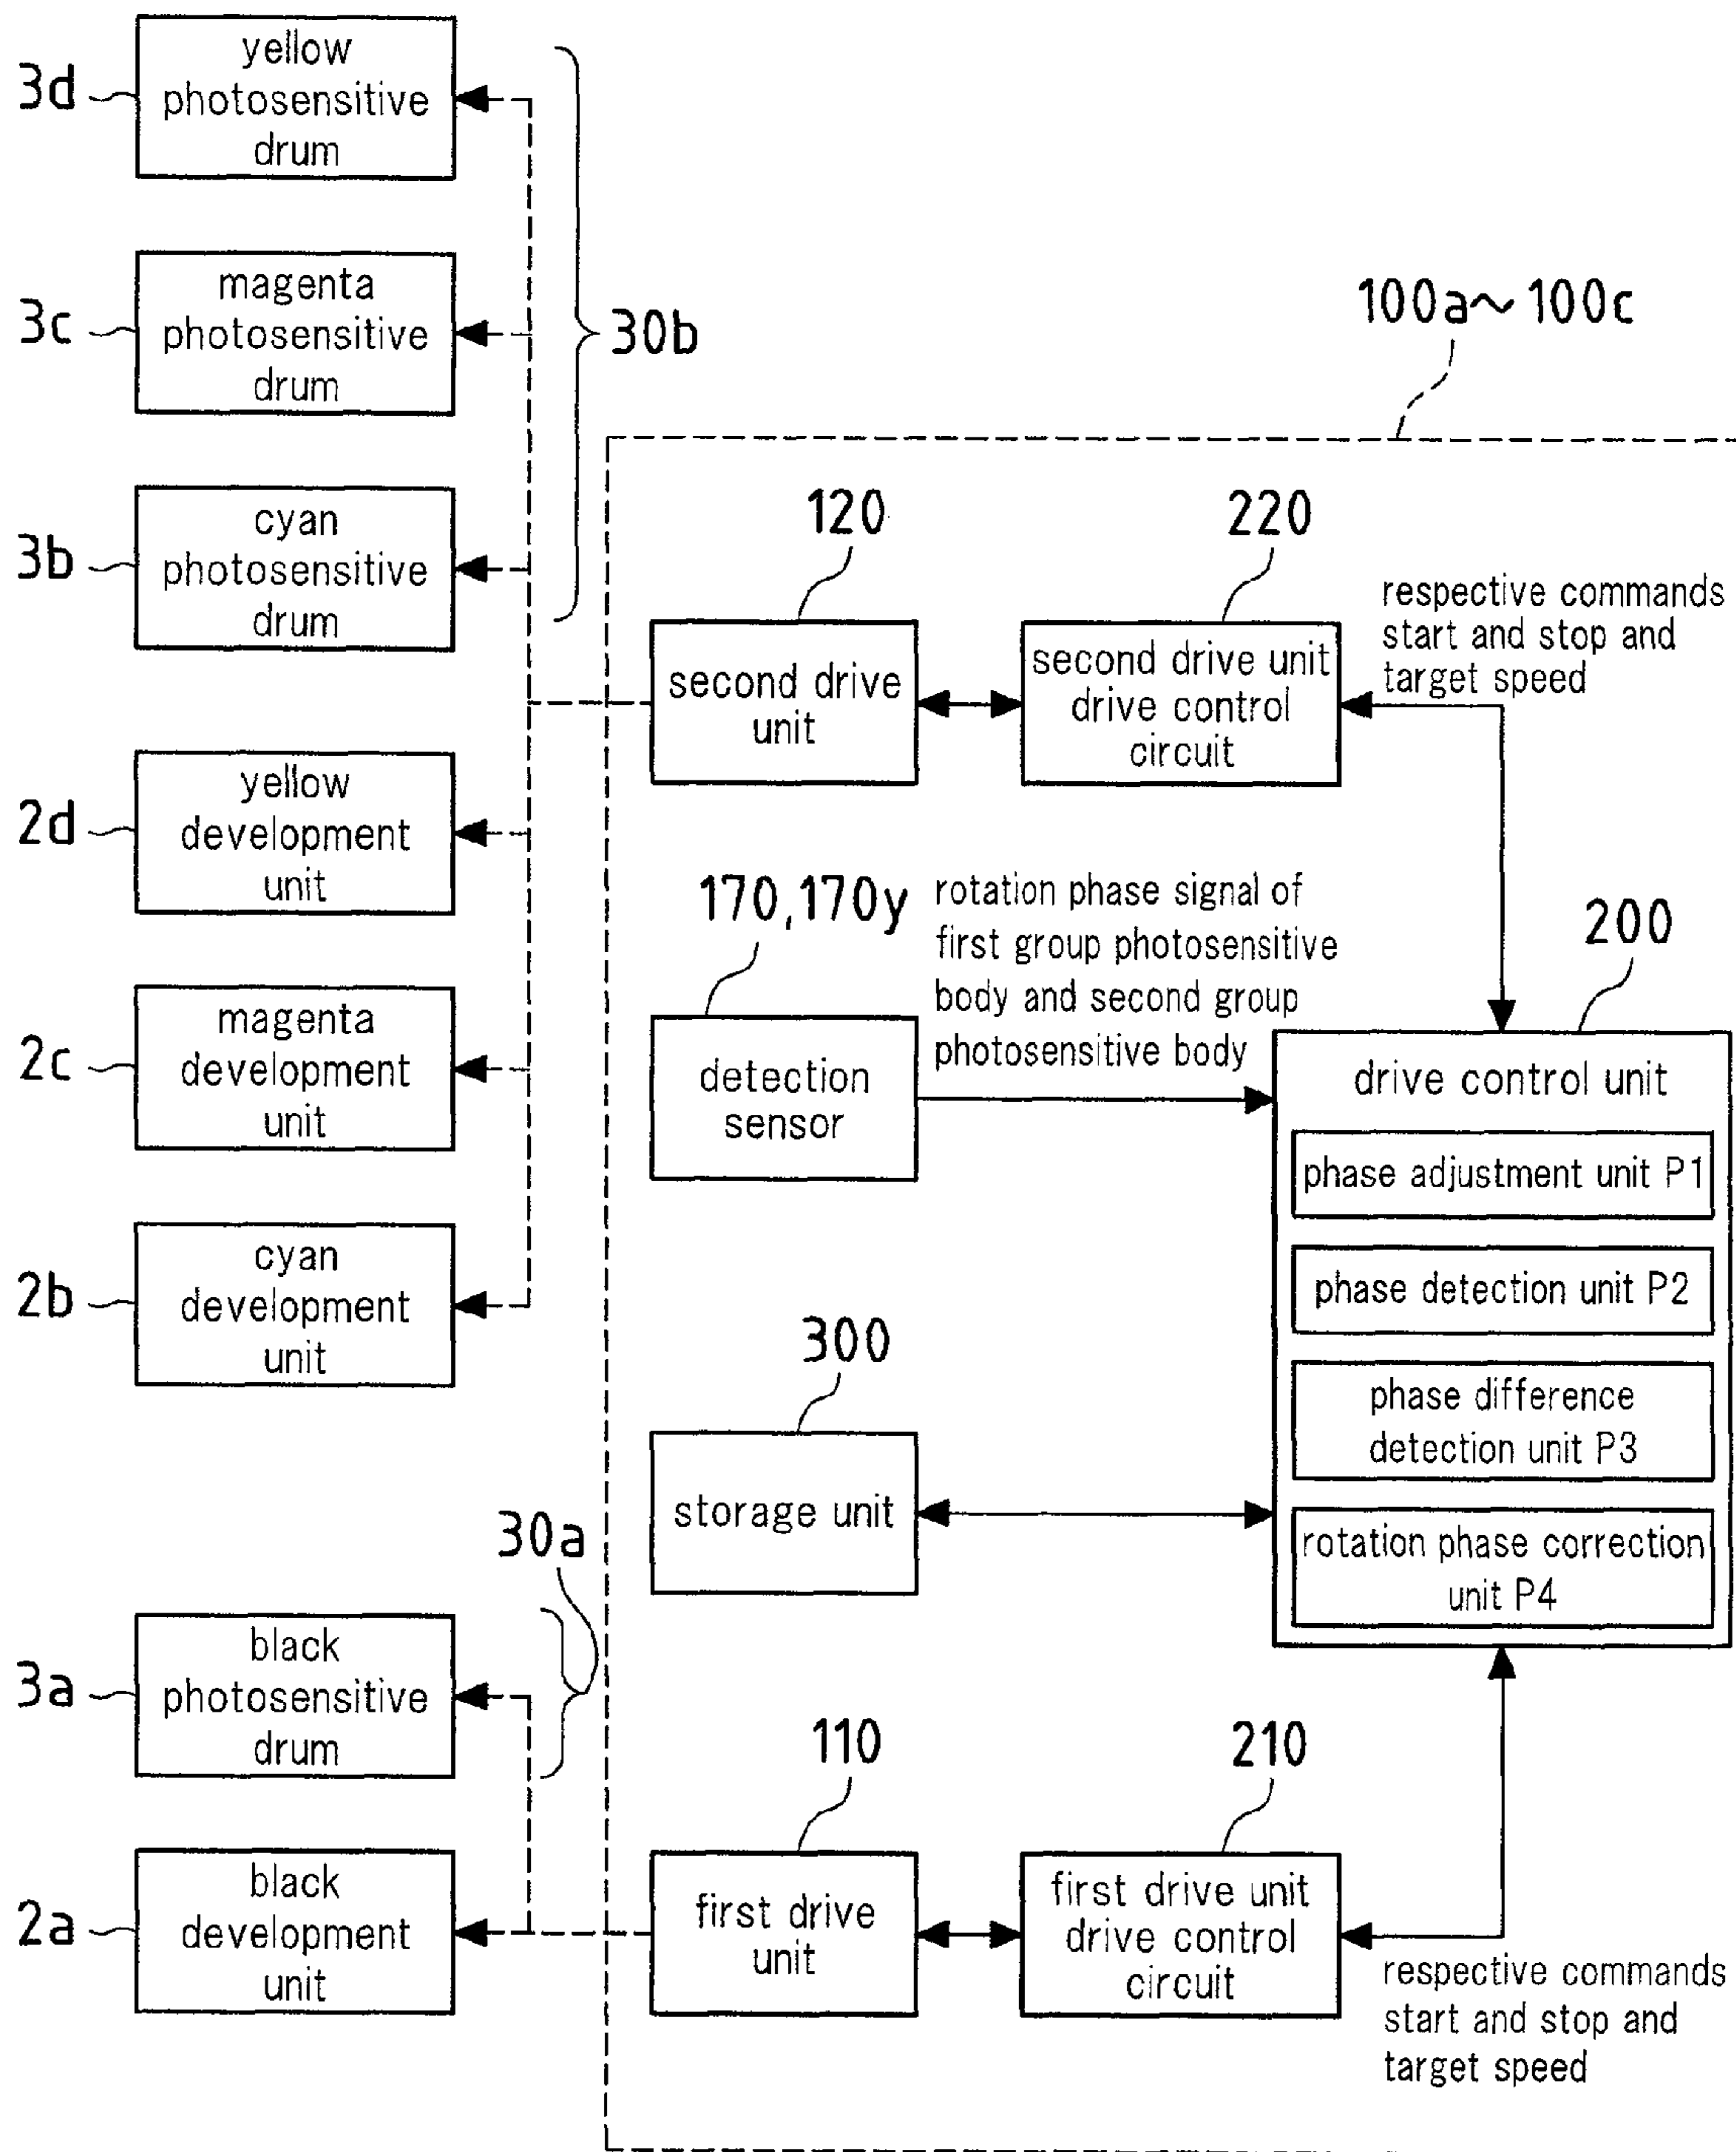 3d
yellow
photosensitive
drum
3c
magenta
photosensitive
drum
30b
100a~100c
3b
cyan
photosensitive
drum
120
second drive
unit
220
second drive unit
drive control
circuit
respective commands
start and stop and
target speed
2d
yellow
development
unit
170,170y
detection
sensor
rotation phase signal of
first group photosensitive
body and second group
photosensitive body
2c
magenta
development
unit
200
drive control unit
phase adjustment unit P1
phase detection unit P2
phase difference
detection unit P3
rotation phase correction
unit P4
2b
cyan
development
unit
300
storage unit
30a
3a
black
photosensitive
drum
2a
black
development
unit
110
first drive
unit
210
first drive unit
drive control
circuit
respective commands
start and stop and
target speed